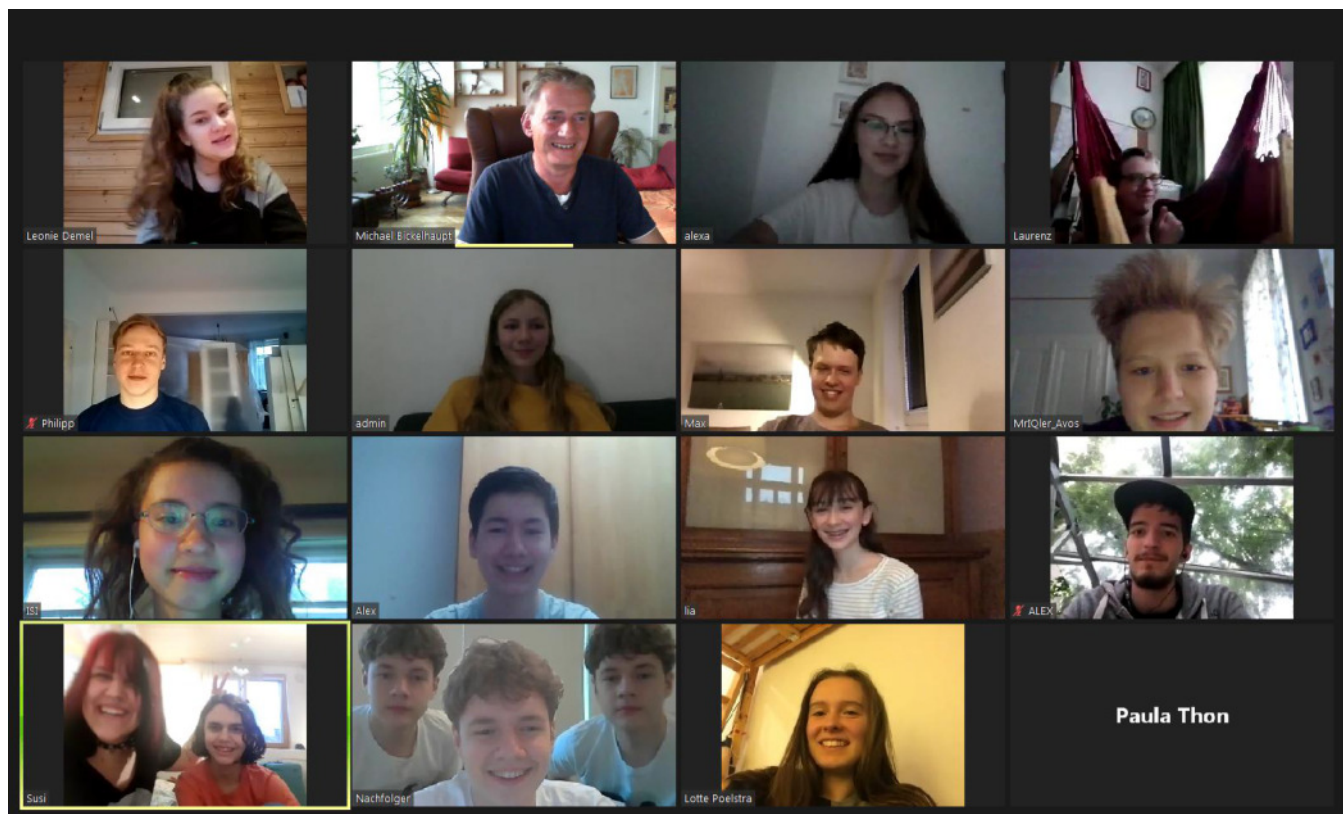 Leonie Demel
Michael Bickelhaupt
alexa
Laurenz
Philipp
admin
Max
MrIQler_Avos
ISI
Alex
lia
ALEX
Susi
Nachfolger
Lotte Poelstra
Paula Thon